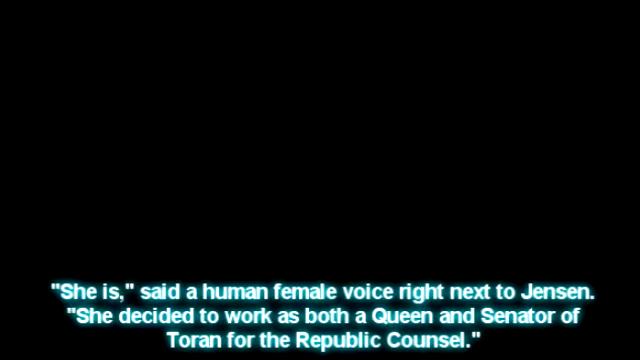 "She is," said a human female voice right next to Jensen.
"She decided to work as both a Queen and Senator of
Toran for the Republic Counsel."